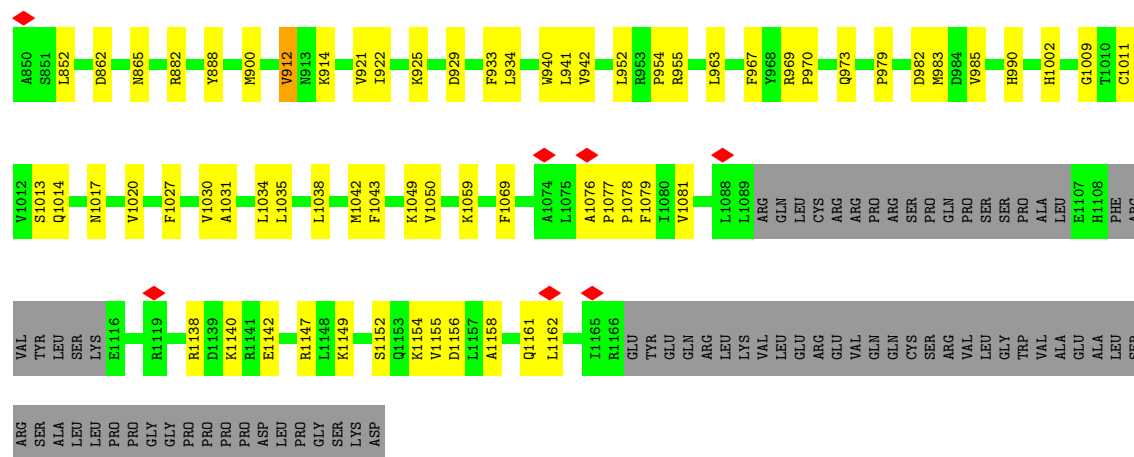 A850 S851 L852 D862 N865 R882 Y888 M900 V912 N913 K914 V921 I922 K925 D929 F933 L934 W940 L941 V942 L952 R953 P954 R955 L963 F967 Y968 R969 P970 Q973 P979 D982 M983 D984 V985 H990 H1002 G1009 T1010 C1011
V1012 S1013 Q1014 N1017 V1020 F1027 V1030 A1031 L1034 L1035 L1038 M1042 F1043 K1049 V1050 K1059 F1069 A1074 L1075 A1076 P1077 P1078 F1079 I1080 V1081 L1088 L1089 ARG GLN LEU CYS ARG ARG PRO ARG SER PRO GLN PRO SER SER PRO ALA LEU E1107 H1108 PHE ARG
VAL TYR LEU SER LYS E1116 R1119 R1138 D1139 K1140 R1141 E1142 R1147 L1148 K1149 S1152 Q1153 K1154 V1155 D1156 L1157 A1158 Q1161 L1162 I1165 R1166 GLU TYR GLU GLN ARG LEU LYS VAL LEU GLU ARG GLU VAL GLN GLN CYS SER ARG VAL LEU GLY TRP VAL ALA GLU ALA LEU SER
ARG SER ALA LEU LEU PRO PRO GLY GLY PRO PRO PRO PRO ASP LEU PRO GLY SER LYS ASP